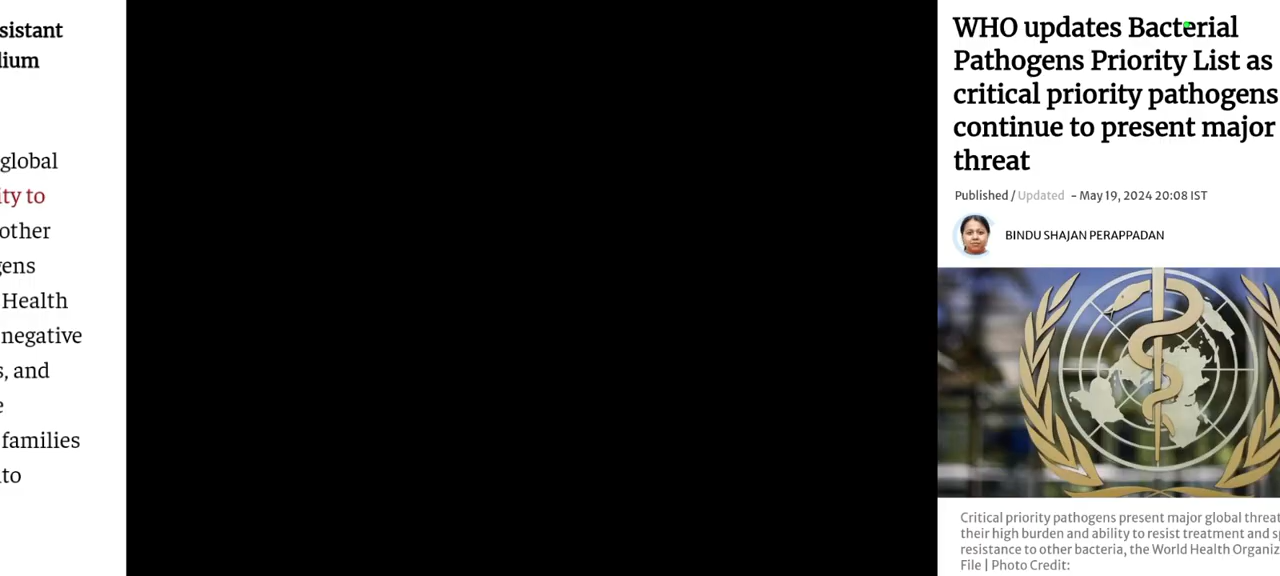 sistant
lium
global
ity to
other
gens
Health
negative
s, and
e
families
to
WHO updates Bacterial
Pathogens Priority List as
critical priority pathogens
continue to present major
threat
Published / Updated - May 19, 2024 20:08 IST
BINDU SHAJAN PERAPPADAN
Critical priority pathogens present major global threat
their high burden and ability to resist treatment and sp
resistance to other bacteria, the World Health Organiz
File | Photo Credit: